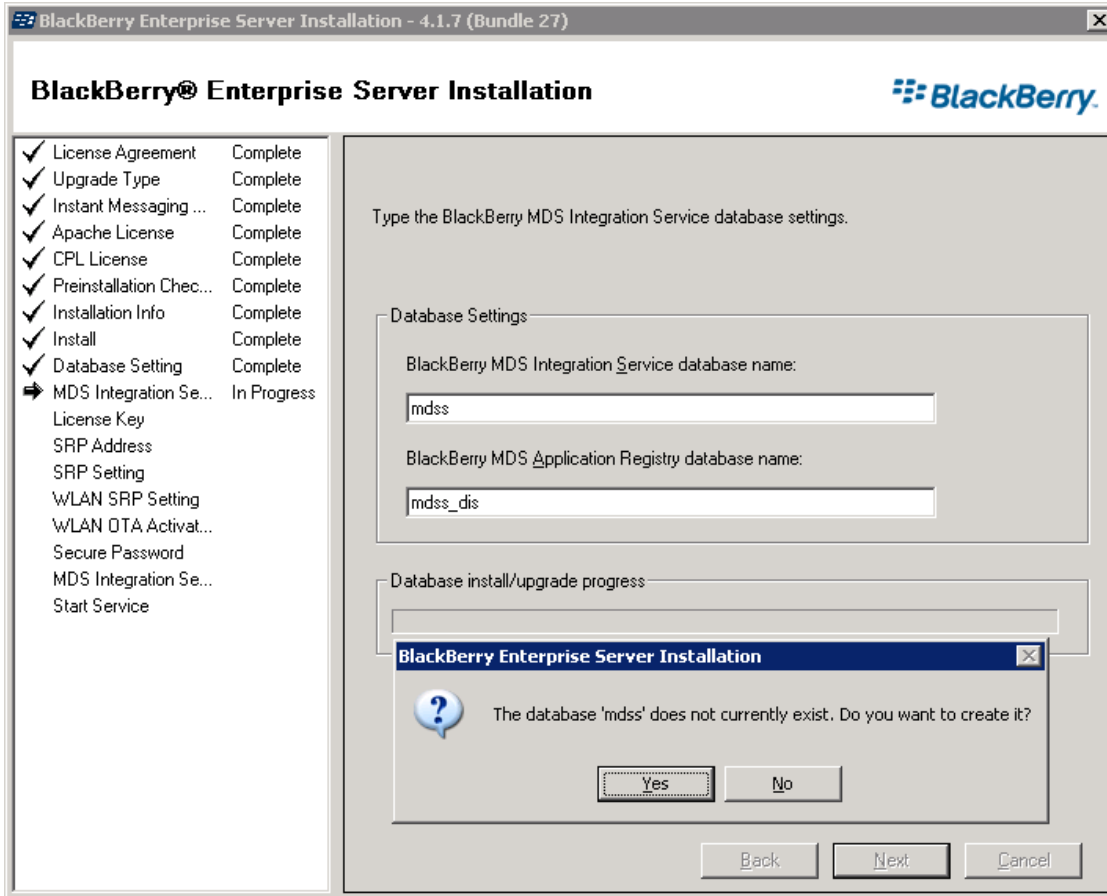 BlackBerry Enterprise Server Installation - 4.1.7 (Bundle 27)
BlackBerry® Enterprise Server Installation
BlackBerry.
License Agreement Complete
Upgrade Type Complete
Instant Messaging ... Complete
Apache License Complete
CPL License Complete
Preinstallation Chec... Complete
Installation Info Complete
Install Complete
Database Setting Complete
MDS Integration Se... In Progress
License Key
SRP Address
SRP Setting
WLAN SRP Setting
WLAN OTA Activat...
Secure Password
MDS Integration Se...
Start Service
Type the BlackBerry MDS Integration Service database settings.
Database Settings
BlackBerry MDS Integration Service database name:
mdss
BlackBerry MDS Application Registry database name:
mdss_dis
Database install/upgrade progress
BlackBerry Enterprise Server Installation
The database 'mdss' does not currently exist. Do you want to create it?
Yes No
Back Next Cancel